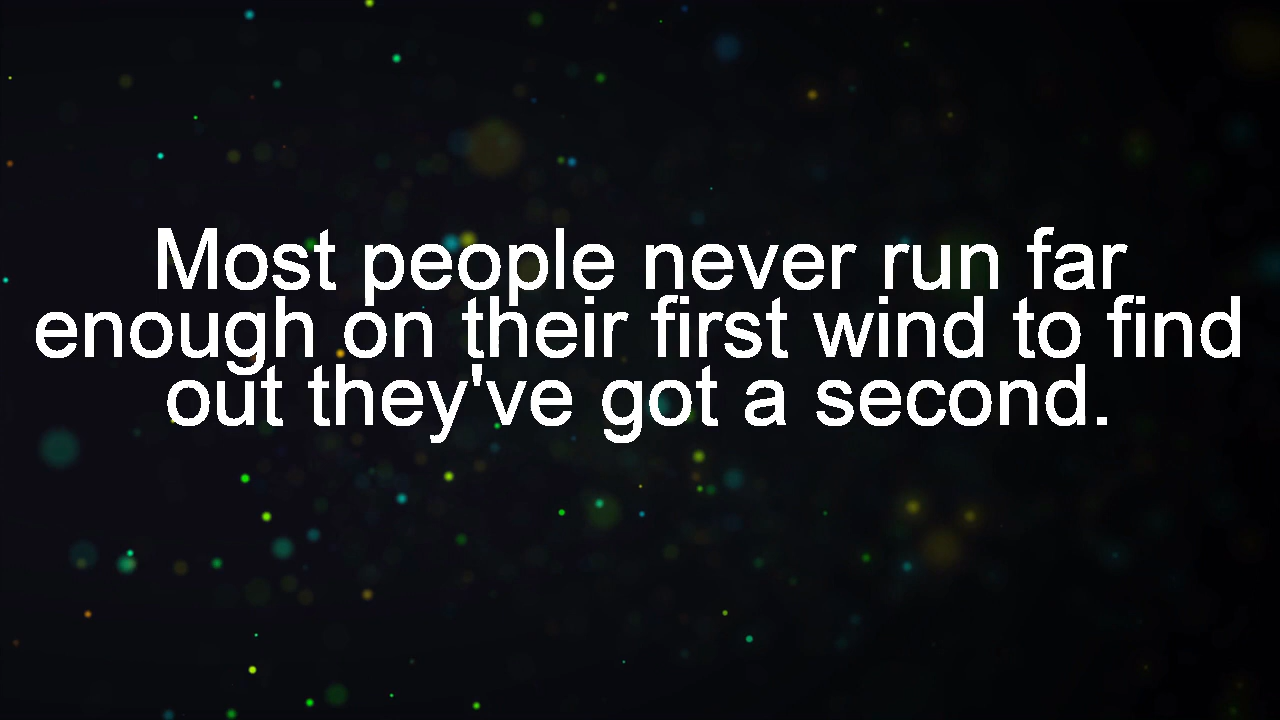 Most people never run far
enough on their first wind to find
out they've got a second.